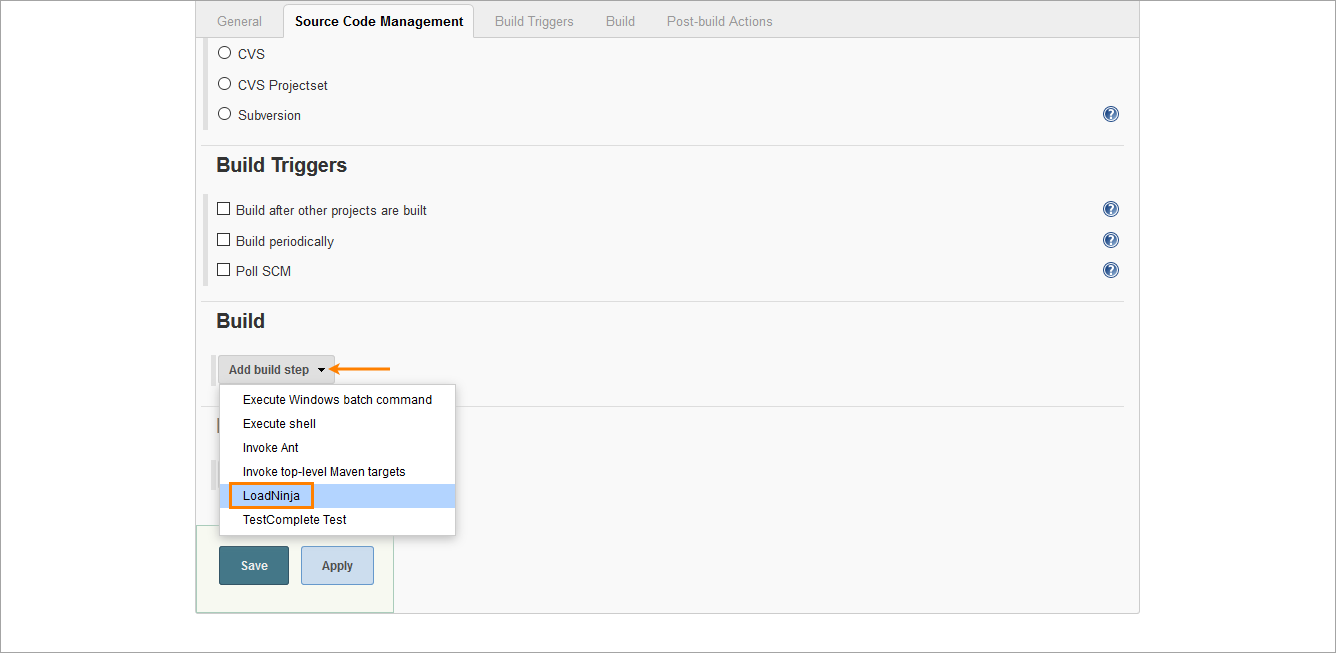 General Source Code Management Build Triggers Build Post-build Actions
CVS
CVS Projectset
Subversion
Build Triggers
Build after other projects are built
Build periodically
Poll SCM
Build
Add build step
Execute Windows batch command
Execute shell
Invoke Ant
Invoke top-level Maven targets
LoadNinja
TestComplete Test
Save Apply